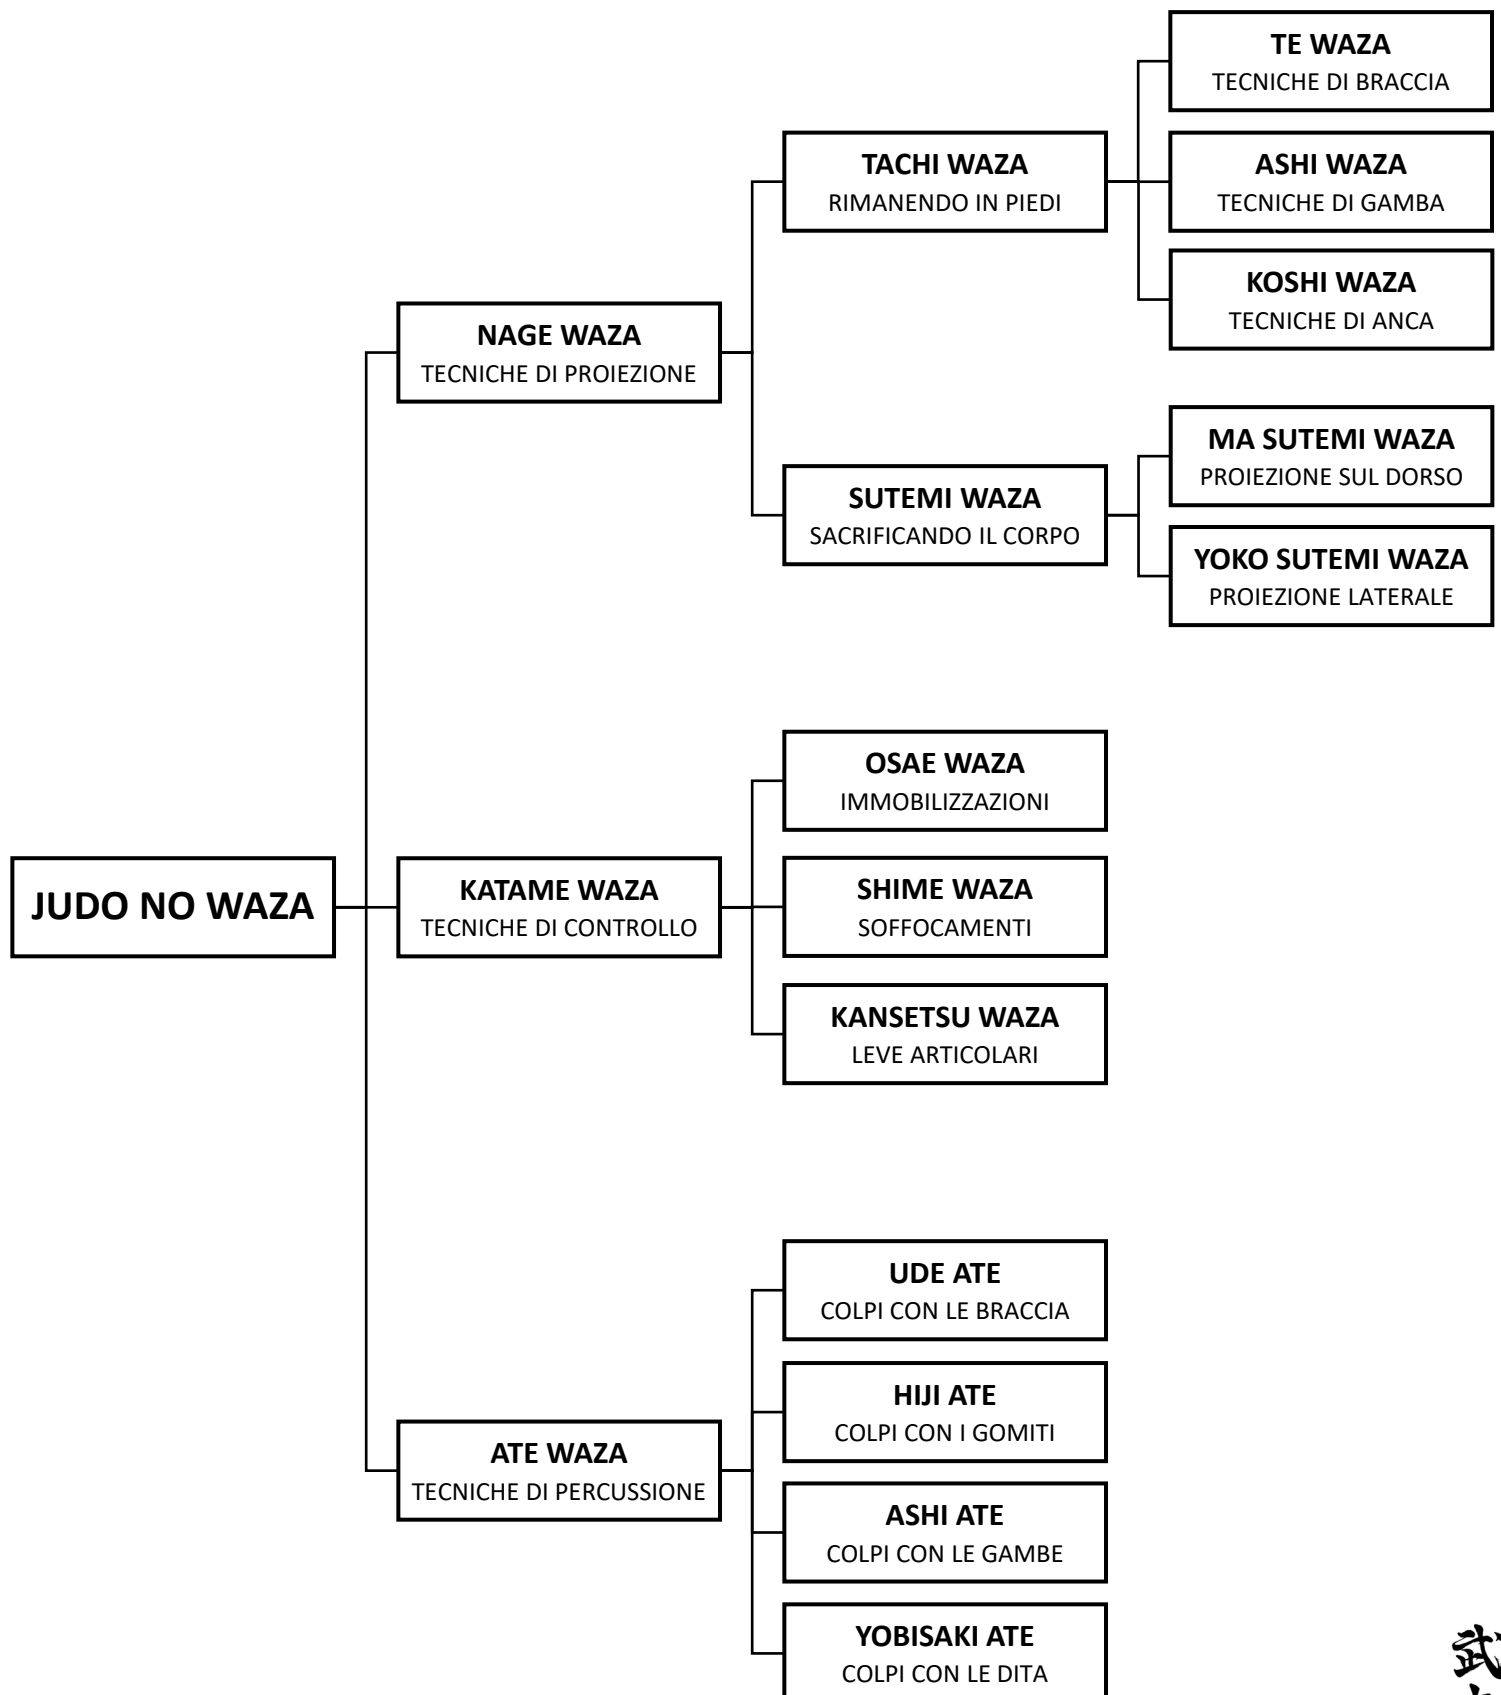 JUDO NO WAZA
NAGE WAZA
TECNICHE DI PROIEZIONE
TACHI WAZA
RIMANENDO IN PIEDI
TE WAZA
TECNICHE DI BRACCIA
ASHI WAZA
TECNICHE DI GAMBA
KOSHI WAZA
TECNICHE DI ANCA
SUTEMI WAZA
SACRIFICANDO IL CORPO
MA SUTEMI WAZA
PROIEZIONE SUL DORSO
YOKO SUTEMI WAZA
PROIEZIONE LATERALE
KATAME WAZA
TECNICHE DI CONTROLLO
OSAE WAZA
IMMOBILIZZAZIONI
SHIME WAZA
SOFFOCAMENTI
KANSETSU WAZA
LEVE ARTICOLARI
ATE WAZA
TECNICHE DI PERCUSSIONE
UDE ATE
COLPI CON LE BRACCIA
HIJI ATE
COLPI CON I GOMITI
ASHI ATE
COLPI CON LE GAMBE
YOBISAKI ATE
COLPI CON LE DITA